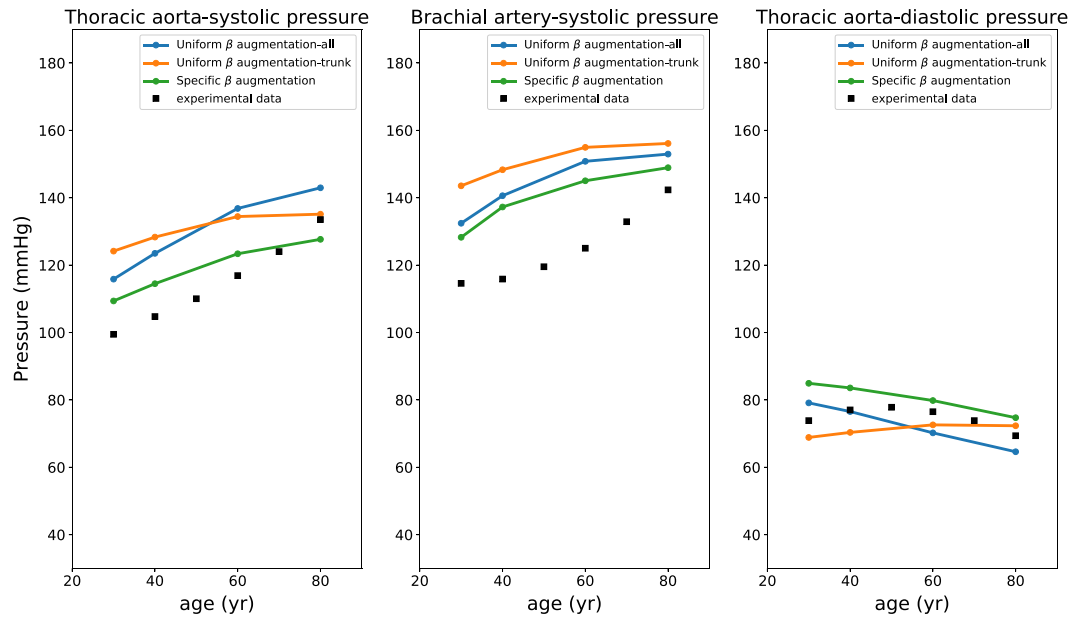 Thoracic aorta-systolic pressure
Uniform β augmentation-all
Uniform β augmentation-trunk
Specific β augmentation
experimental data
Pressure (mmHg)
180
160
140
120
100
80
60
40
20 40 60 80
age (yr)
Brachial artery-systolic pressure
Uniform β augmentation-all
Uniform β augmentation-trunk
Specific β augmentation
experimental data
180
160
140
120
100
80
60
40
20 40 60 80
age (yr)
Thoracic aorta-diastolic pressure
Uniform β augmentation-all
Uniform β augmentation-trunk
Specific β augmentation
experimental data
180
160
140
120
100
80
60
40
20 40 60 80
age (yr)